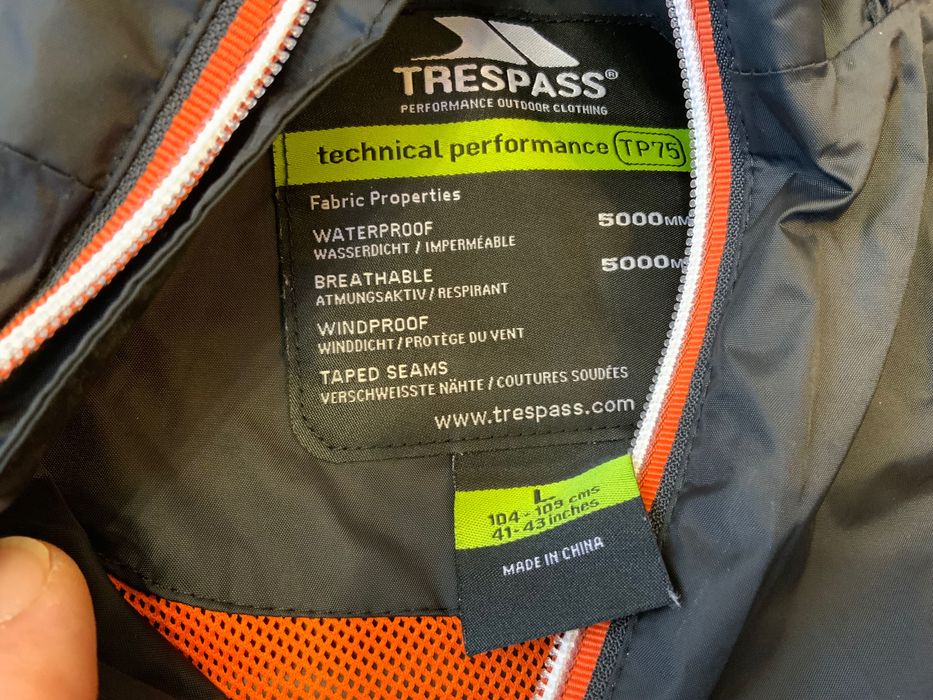 TRESPASS®
PERFORMANCE OUTDOOR CLOTHING
technical performance TP75
Fabric Properties
WATERPROOF 5000MM
WASSERDICHT / IMPERMÉABLE
BREATHABLE 5000M
ATMUNGSAKTIV / RESPIRANT
WINDPROOF
WINDDICHT / PROTÈGE DU VENT
TAPED SEAMS
VERSCHWEISSTE NÄHTE / COUTURES SOUDÉES
www.trespass.com
L
104 - 109 cms
41 - 43 inches
MADE IN CHINA